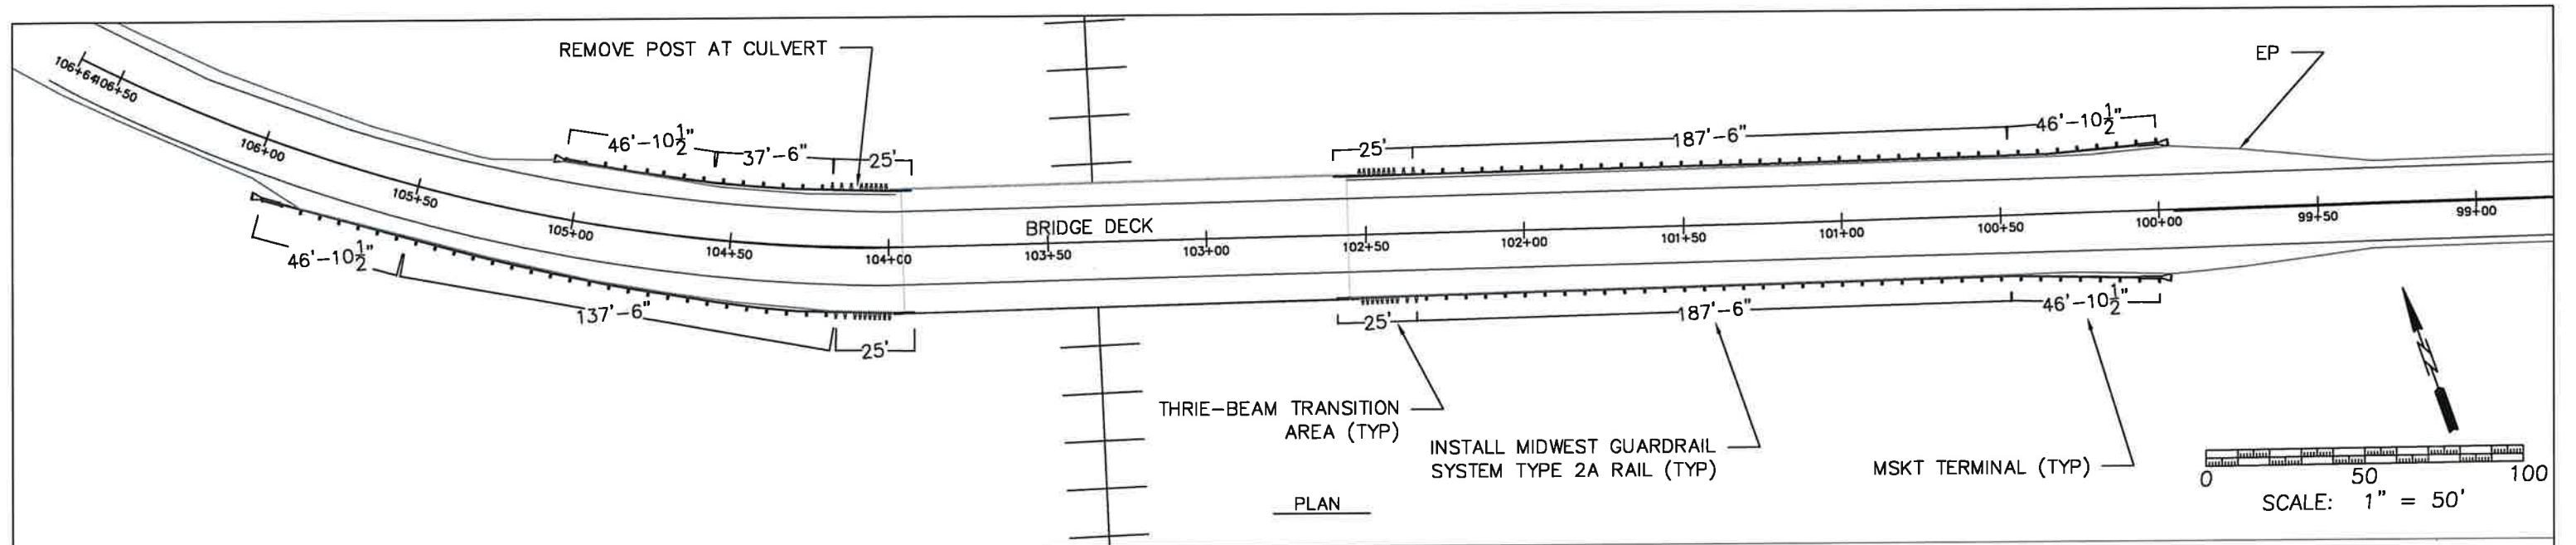 REMOVE POST AT CULVERT
EP
106+64
106+50
106+00
105+50
105+00
104+50
104+00
103+50
103+00
102+50
102+00
101+50
101+00
100+50
100+00
99+50
99+00
46'-10½"
37'-6"
25'
25'
187'-6"
46'-10½"
BRIDGE DECK
46'-10½"
137'-6"
25'
25'
187'-6"
46'-10½"
THRIE-BEAM TRANSITION
AREA (TYP)
INSTALL MIDWEST GUARDRAIL
SYSTEM TYPE 2A RAIL (TYP)
MSKT TERMINAL (TYP)
PLAN
0 50 100
SCALE: 1" = 50'